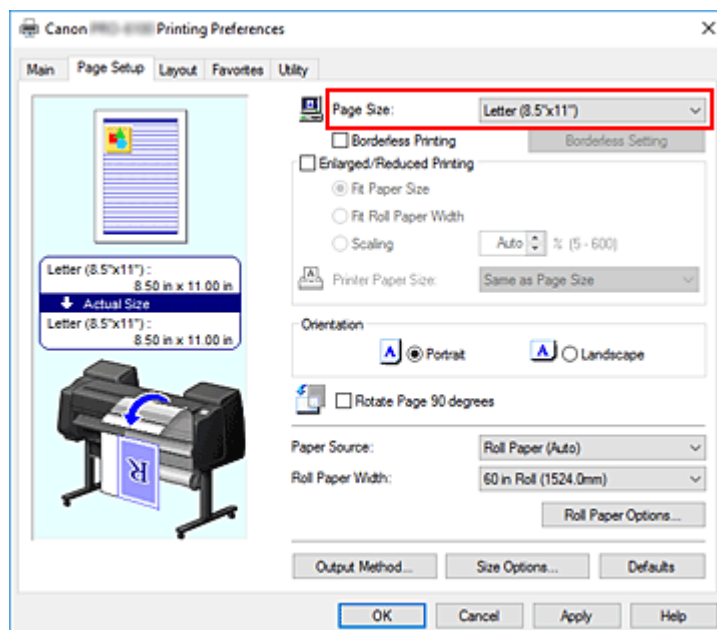 Canon Printing Preferences
Main Page Setup Layout Favorites Utility
Page Size: Letter (8.5"x11")
Borderless Printing Borderless Setting
Enlarged/Reduced Printing
Fit Paper Size
Fit Roll Paper Width
Scaling Auto % (5 - 600)
Printer Paper Size: Same as Page Size
Letter (8.5"x11") :
8.50 in x 11.00 in
Actual Size
Letter (8.5"x11") :
8.50 in x 11.00 in
Orientation
A Portrait A Landscape
Rotate Page 90 degrees
R
Paper Source: Roll Paper (Auto)
Roll Paper Width: 60 in Roll (1524.0mm)
Roll Paper Options...
Output Method... Size Options... Defaults
OK Cancel Apply Help